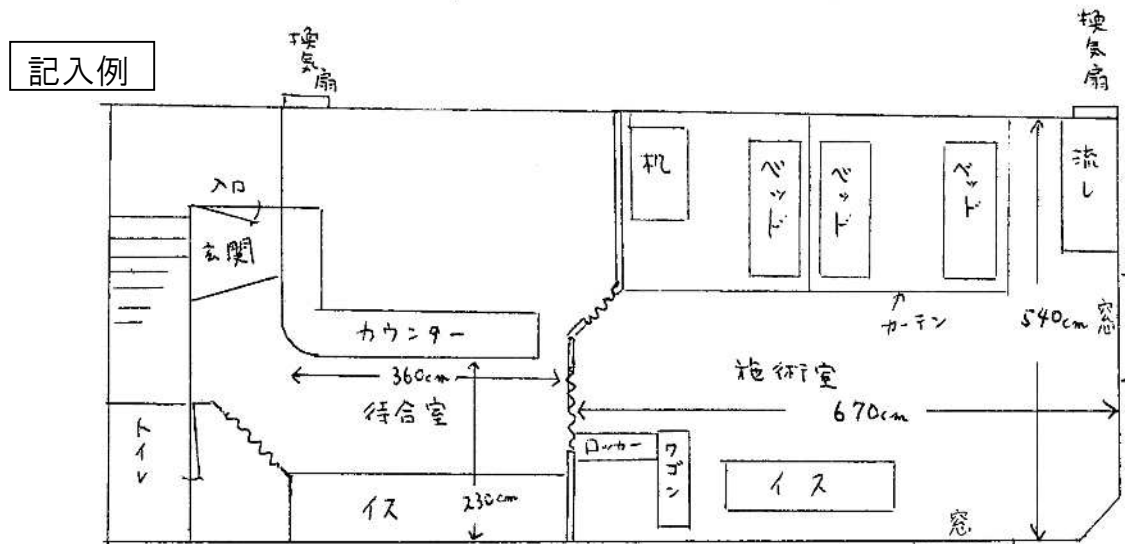 記入例
換気扇
換気扇
入口
玄関
カウンター
360cm
待合室
トイレ
イス
230cm
机
ベッド
ベッド
ベッド
流し
カーテン
540cm
窓
施術室
670cm
ロッカー
ワゴン
イス
窓